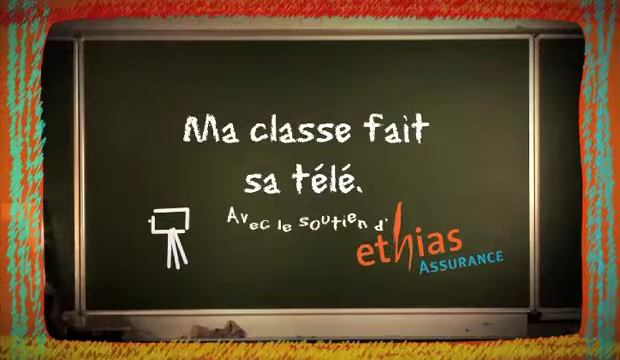 Ma classe fait
sa télé.
Avec le soutien d'
ethias
ASSURANCE